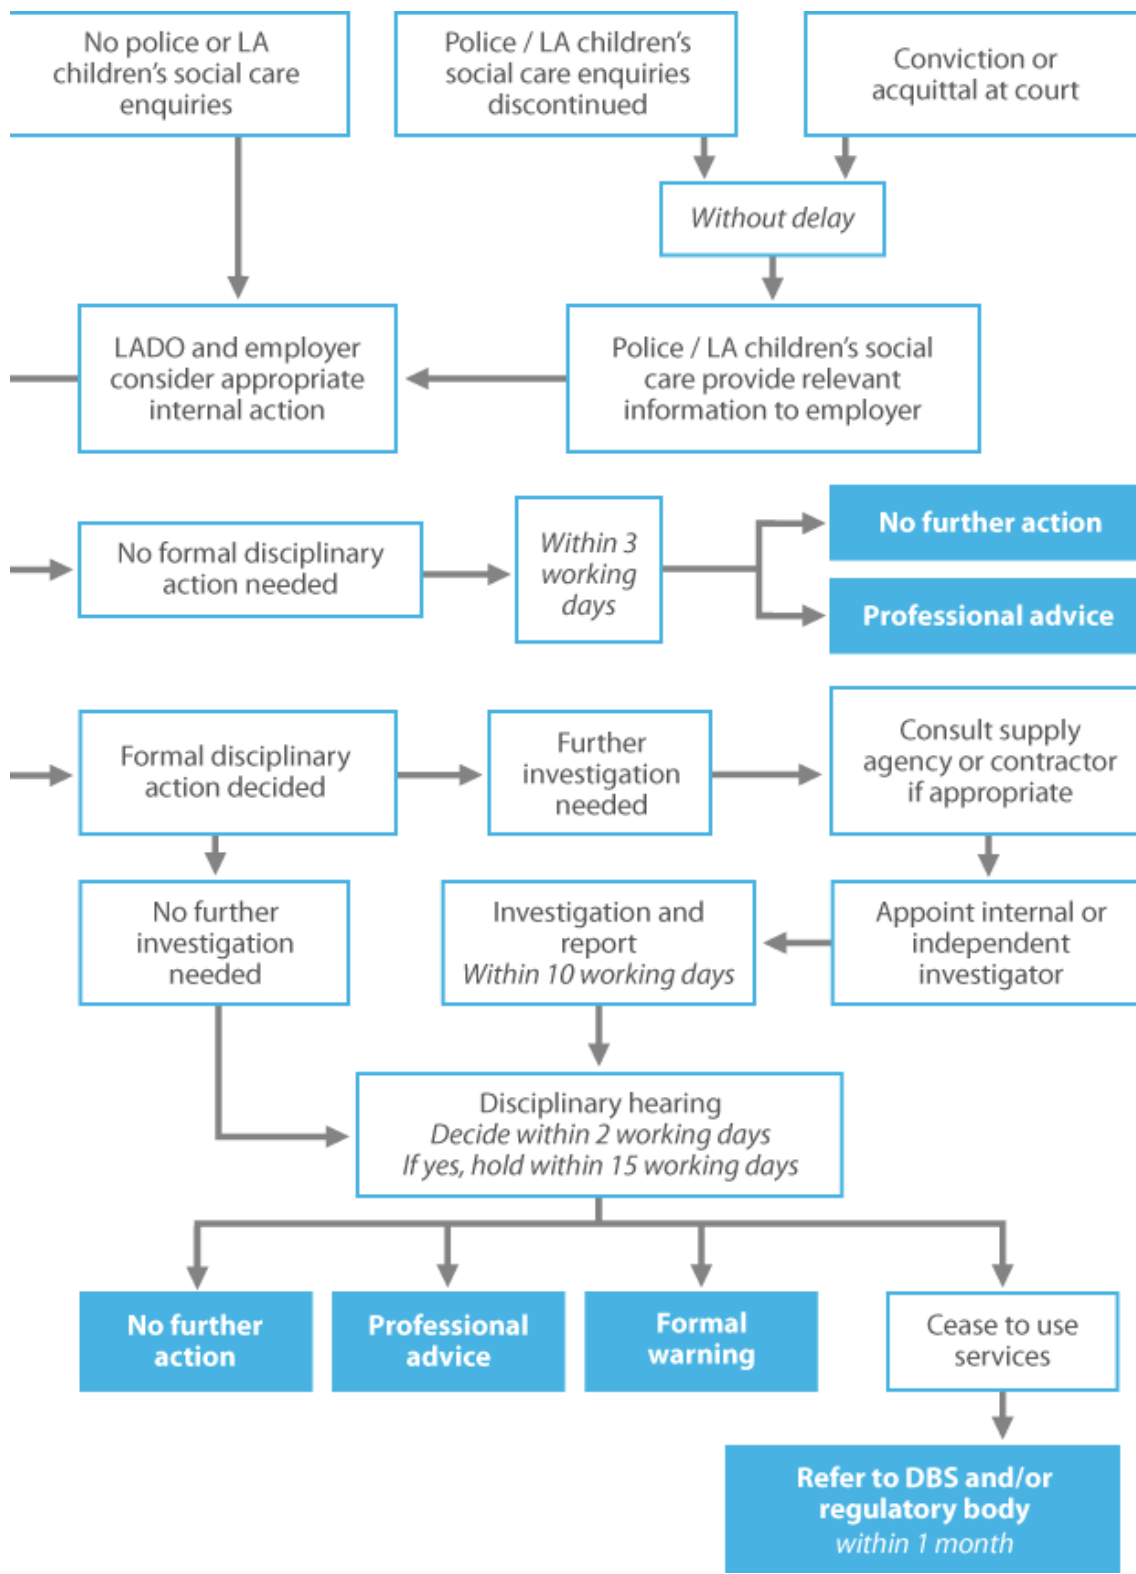 No police or LA
children’s social care
enquiries
Police / LA children’s
social care enquiries
discontinued
Conviction or
acquittal at court
Without delay
LADO and employer
consider appropriate
internal action
Police / LA children’s social
care provide relevant
information to employer
No formal disciplinary
action needed
Within 3
working
days
No further action
Professional advice
Formal disciplinary
action decided
Further
investigation
needed
Consult supply
agency or contractor
if appropriate
No further
investigation
needed
Investigation and
report
Within 10 working days
Appoint internal or
independent
investigator
Disciplinary hearing
Decide within 2 working days
If yes, hold within 15 working days
No further
action
Professional
advice
Formal
warning
Cease to use
services
Refer to DBS and/or
regulatory body
within 1 month